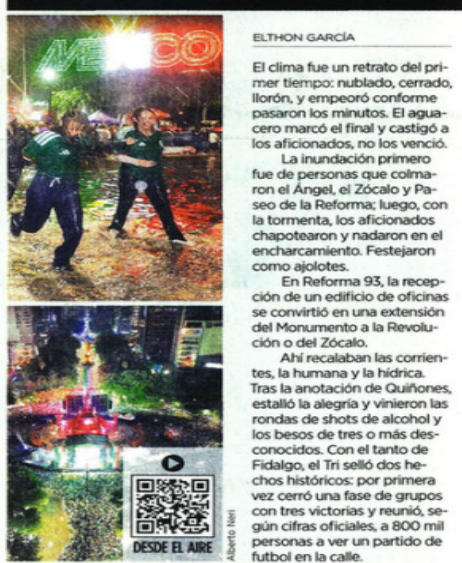 MÉXICO
DESDE EL AIRE
Alberto Neri
ELTHON GARCÍA
El clima fue un retrato del pri-
mer tiempo: nublado, cerrado,
llorón, y empeoró conforme
pasaron los minutos. El agua-
cero marcó el final y castigó a
los aficionados, no los venció.
La inundación primero
fue de personas que colma-
ron el Ángel, el Zócalo y Pa-
seo de la Reforma; luego, con
la tormenta, los aficionados
chapotearon y nadaron en el
encharcamiento. Festejaron
como ajolotes.
En Reforma 93, la recep-
ción de un edificio de oficinas
se convirtió en una extensión
del Monumento a la Revolu-
ción o del Zócalo.
Ahí recalaban las corrien-
tes, la humana y la hídrica.
Tras la anotación de Quiñones,
estalló la alegría y vinieron las
rondas de shots de alcohol y
los besos de tres o más des-
conocidos. Con el tanto de
Fidalgo, el Tri selló dos he-
chos históricos: por primera
vez cerró una fase de grupos
con tres victorias y reunió, se-
gún cifras oficiales, a 800 mil
personas a ver un partido de
futbol en la calle.